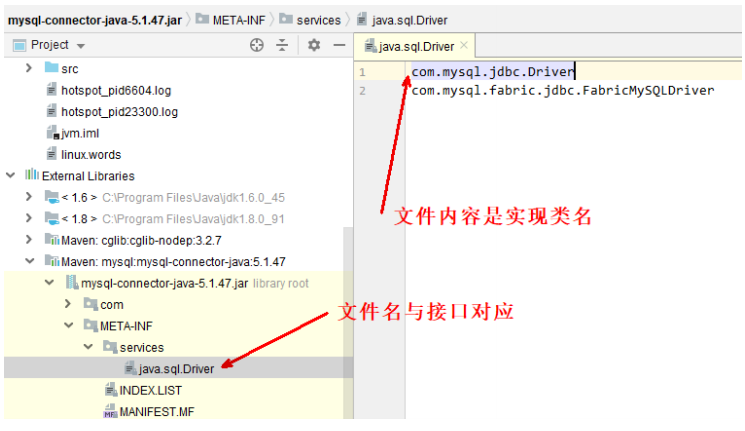 mysql-connector-java-5.1.47.jar META-INF services java.sql.Driver
Project
java.sql.Driver
src
hotspot_pid6604.log
hotspot_pid23300.log
jvm.iml
linux.words
External Libraries
< 1.6 > C:\Program Files\Java\jdk1.6.0_45
< 1.8 > C:\Program Files\Java\jdk1.8.0_91
Maven: cglib:cglib-nodep:3.2.7
Maven: mysql:mysql-connector-java:5.1.47
mysql-connector-java-5.1.47.jar library root
com
META-INF
services
java.sql.Driver
INDEX.LIST
MANIFEST.MF
1 com.mysql.jdbc.Driver
2 com.mysql.fabric.jdbc.FabricMySQLDriver
文件内容是实现类名
文件名与接口对应